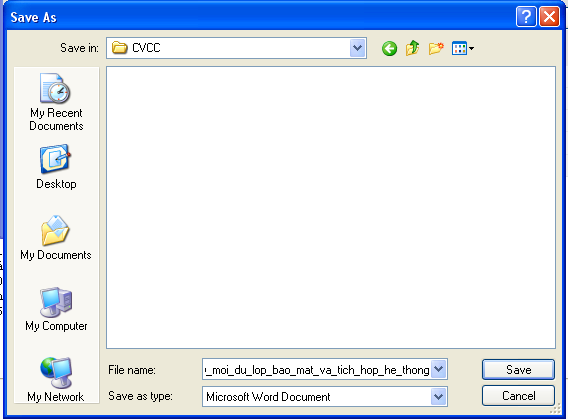 Save As
Save in: CVCC
My Recent
Documents
Desktop
My Documents
My Computer
My Network
File name: _moi_du_lop_bao_mat_va_tich_hop_he_thong
Save
Save as type: Microsoft Word Document
Cancel